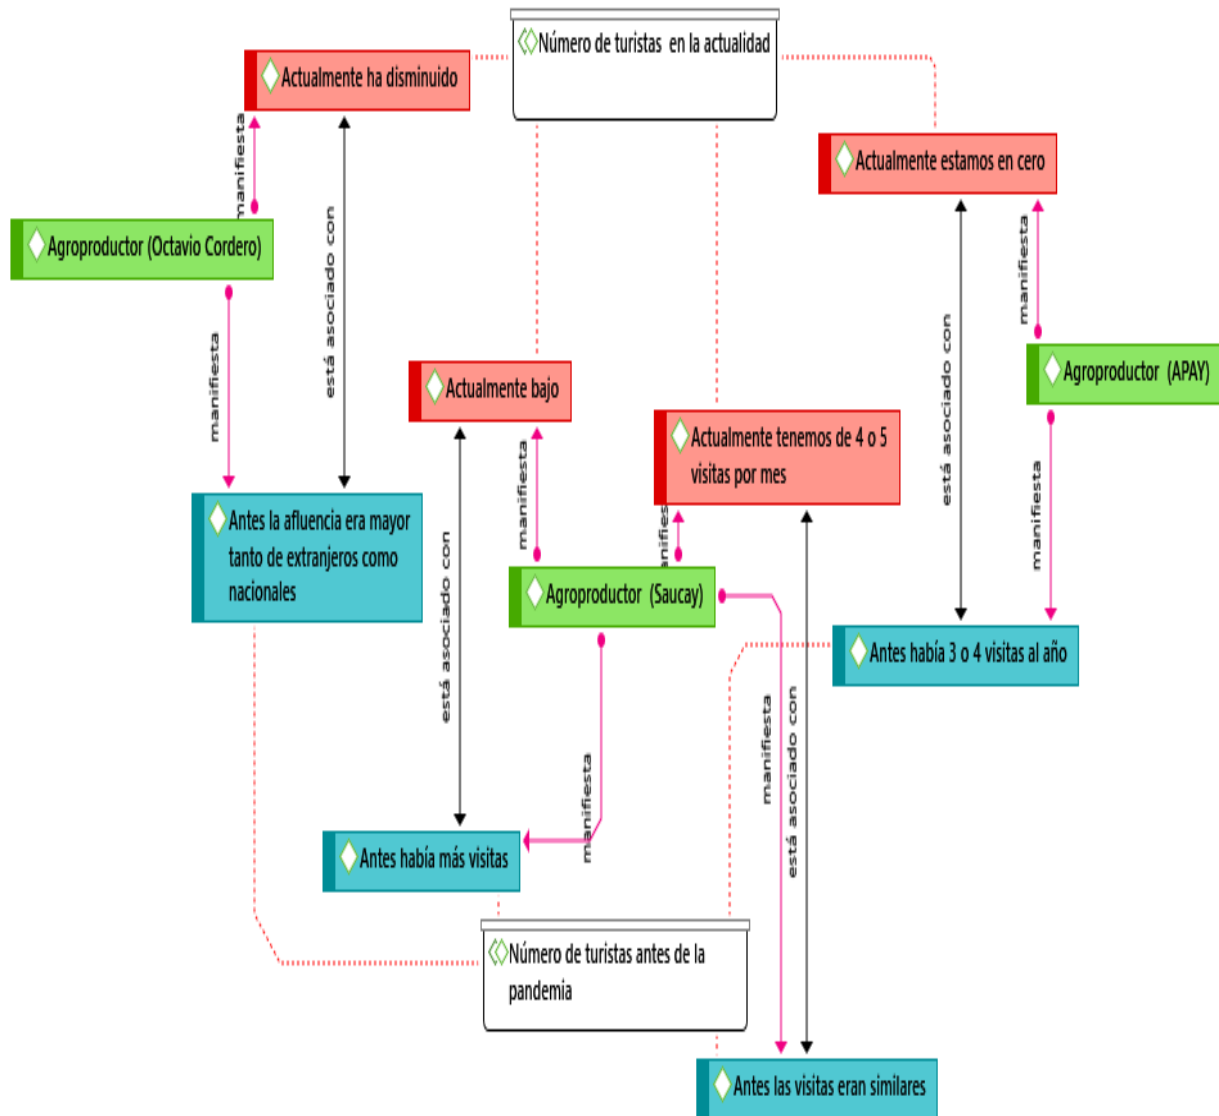 Número de turistas en la actualidad
Actualmente ha disminuido
Actualmente estamos en cero
manifiesta
Agroproductor (Octavio Cordero)
está asociado con
manifiesta
manifiesta
Agroproductor (APAY)
Actualmente bajo
Actualmente tenemos de 4 o 5
visitas por mes
está asociado con
manifiesta
Antes la afluencia era mayor
tanto de extranjeros como
nacionales
manifiesta
anifies
Agroproductor (Saucay)
está asociado con
Antes había 3 o 4 visitas al año
manifiesta
está asociado con
manifiesta
Antes había más visitas
Número de turistas antes de la
pandemia
Antes las visitas eran similares